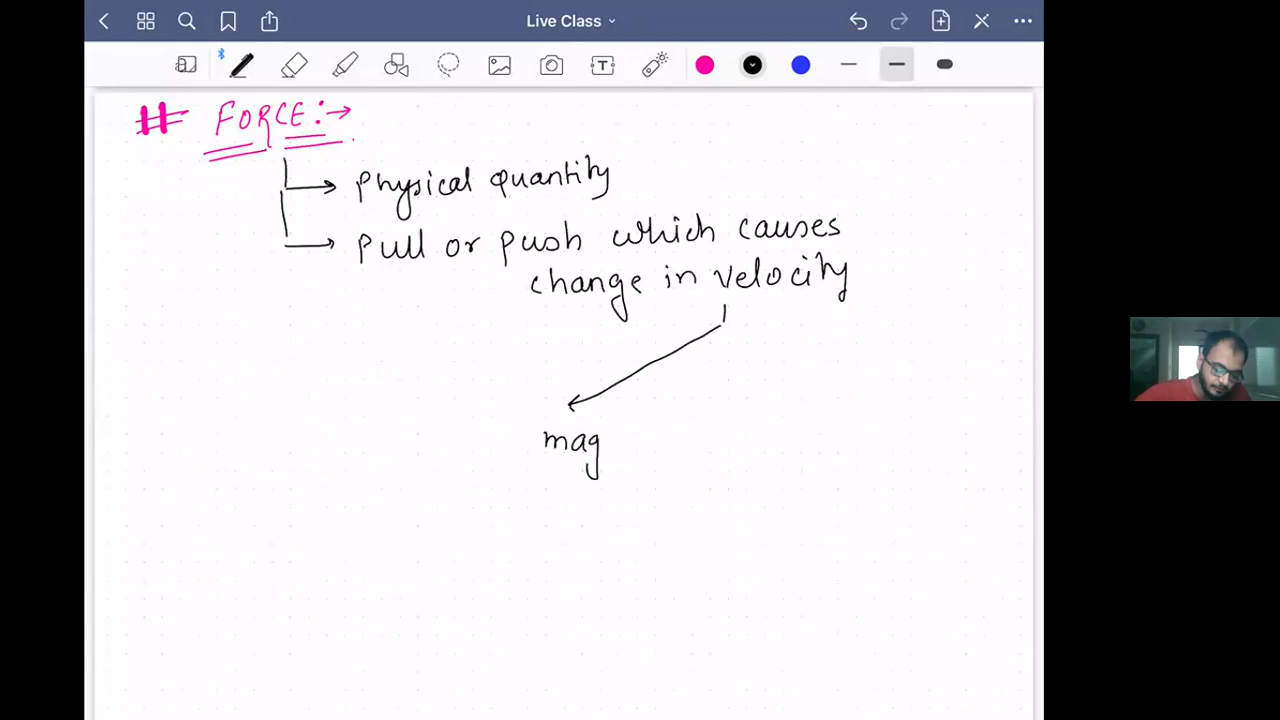 Live Class
T
# FORCE:→
Physical quantity
Pull or push which causes
change in velocity
mag